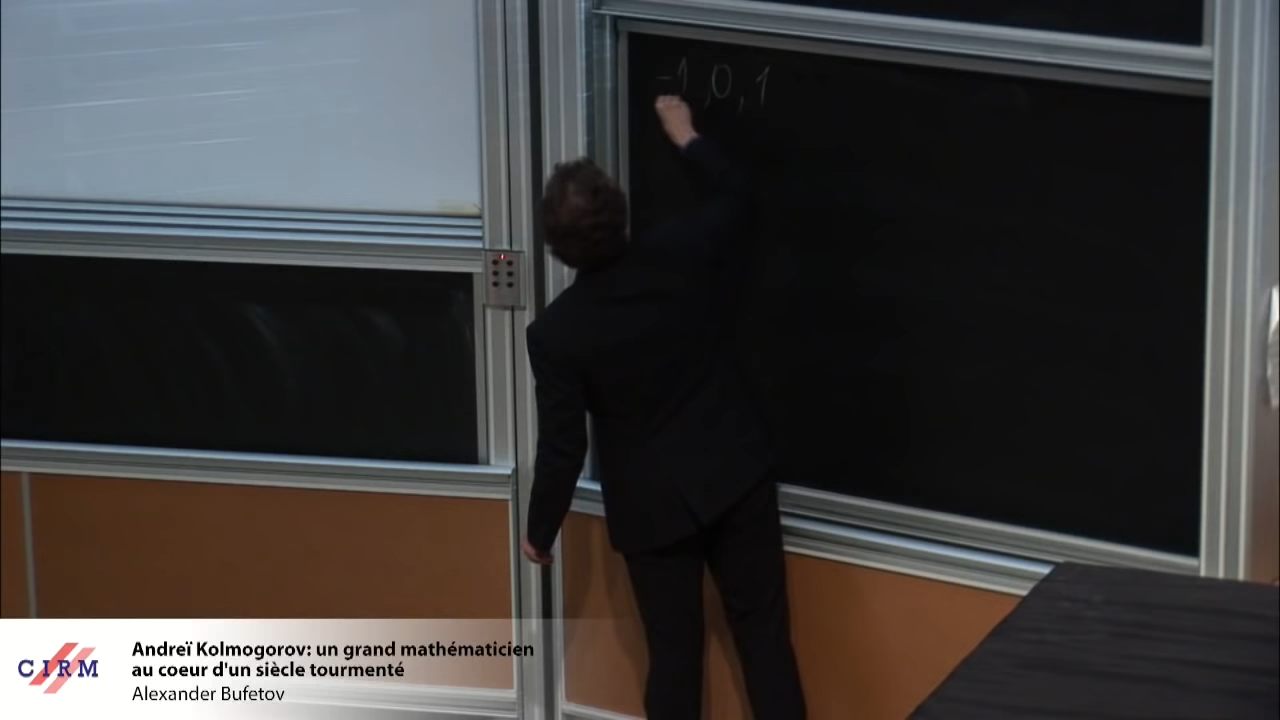 -1, 0, 1
CIRM
Andreï Kolmogorov: un grand mathématicien
au coeur d'un siècle tourmenté
Alexander Bufetov